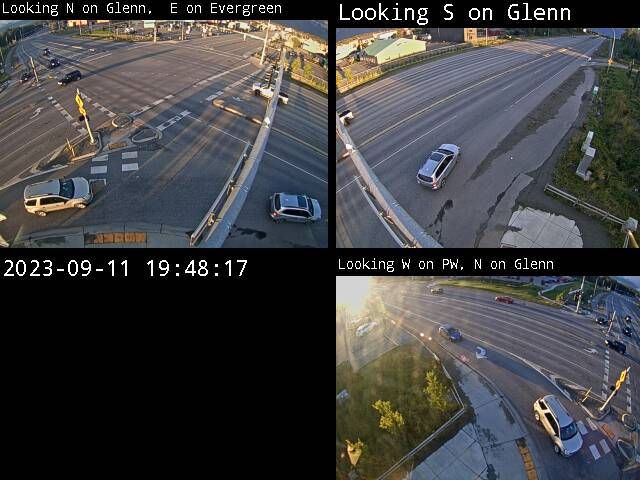 Looking N on Glenn,  E on Evergreen
Looking S on Glenn
2023-09-11 19:48:17
Looking W on PW, N on Glenn